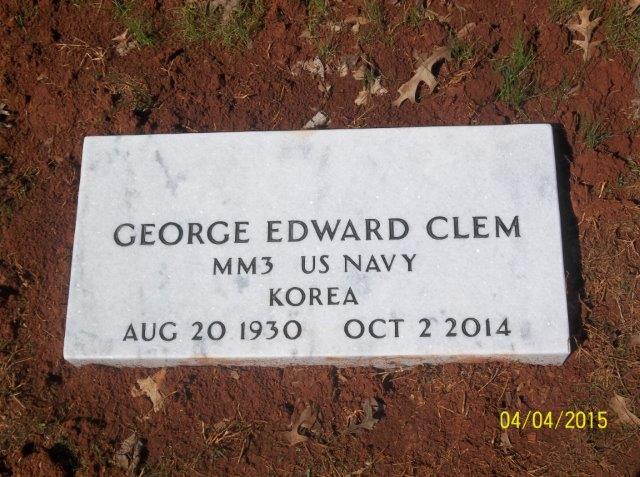 GEORGE EDWARD CLEM
MM3 US NAVY
KOREA
AUG 20 1930 OCT 2 2014
04/04/2015